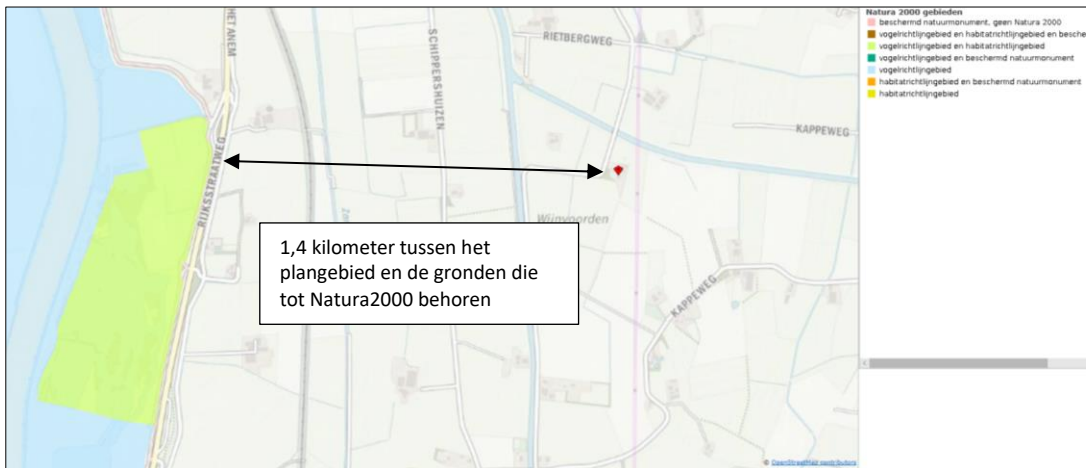 Natura 2000 gebieden
beschermd natuurmonument, geen Natura 2000
vogelrichtlijngebied en habitatrichtlijngebied en besche
vogelrichtlijngebied en habitatrichtlijngebied
vogelrichtlijngebied en beschermd natuurmonument
vogelrichtlijngebied
habitatrichtlijngebied en beschermd natuurmonument
habitatrichtlijngebied
HET ANEM
SCHIPPERSHUIZEN
RIETBERGWEG
KAPPEWEG
RIJKSSTRAATWEG
Wijnvoorden
1,4 kilometer tussen het
plangebied en de gronden die
tot Natura2000 behoren
KAPPEWEG
© OpenStreetMap contributors